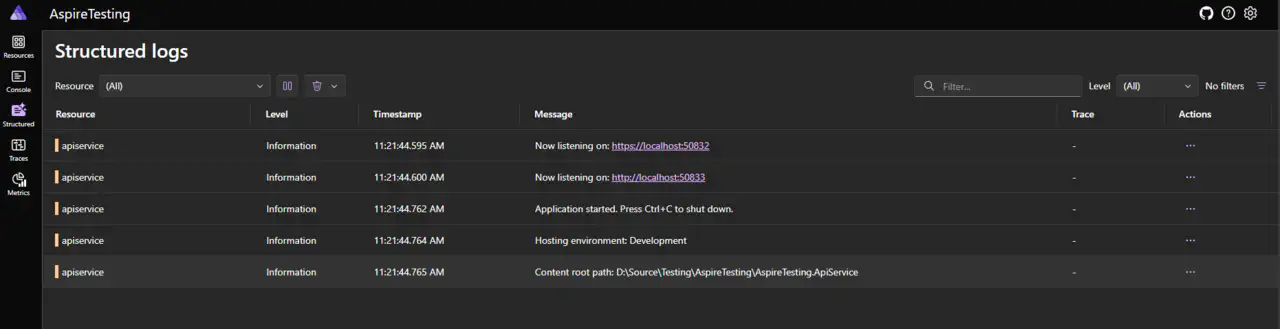 AspireTesting
Resources
Console
Structured
Traces
Metrics
Structured logs
Resource (All) Filter... Level (All) No filters
Resource Level Timestamp Message Trace Actions
apiservice Information 11:21:44.595 AM Now listening on: https://localhost:50832 - ...
apiservice Information 11:21:44.600 AM Now listening on: http://localhost:50833 - ...
apiservice Information 11:21:44.762 AM Application started. Press Ctrl+C to shut down. - ...
apiservice Information 11:21:44.764 AM Hosting environment: Development - ...
apiservice Information 11:21:44.765 AM Content root path: D:\Source\Testing\AspireTesting\AspireTesting.ApiService - ...